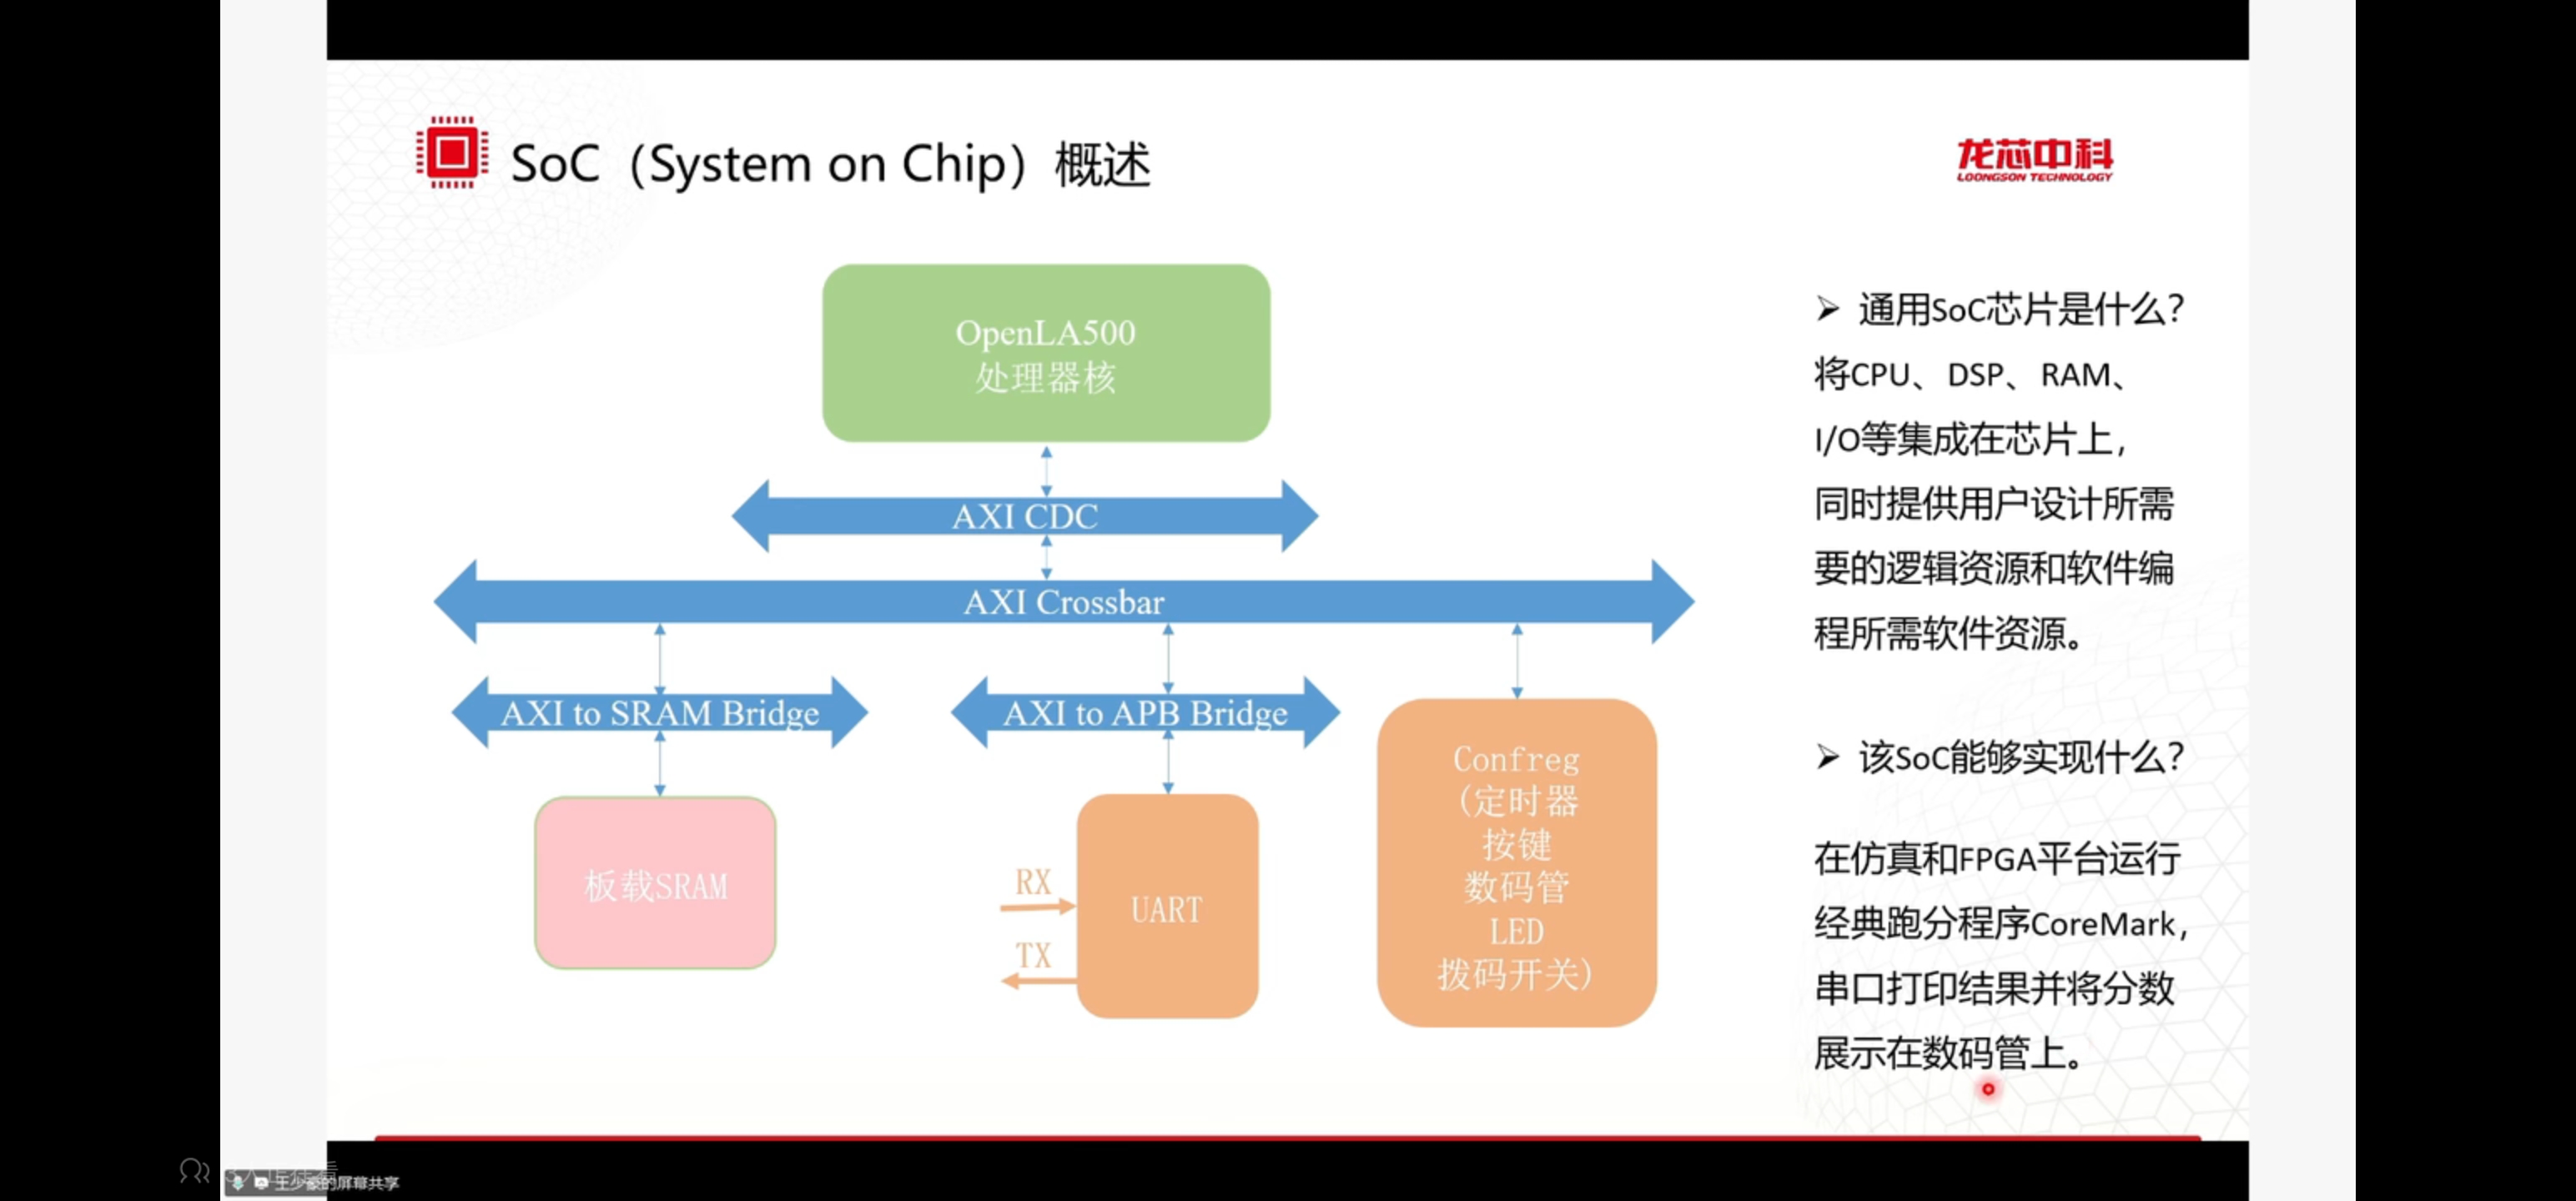 SoC（System on Chip）概述
龙芯中科
LOONGSON TECHNOLOGY
OpenLA500
处理器核
AXI CDC
AXI Crossbar
AXI to SRAM Bridge
AXI to APB Bridge
板载SRAM
RX
TX
UART
Confreg
（定时器
按键
数码管
LED
拨码开关）
➢ 通用SoC芯片是什么？
将CPU、DSP、RAM、
I/O等集成在芯片上，
同时提供用户设计所需
要的逻辑资源和软件编
程所需软件资源。
➢ 该SoC能够实现什么？
在仿真和FPGA平台运行
经典跑分程序CoreMark，
串口打印结果并将分数
展示在数码管上。
王少豪的屏幕共享